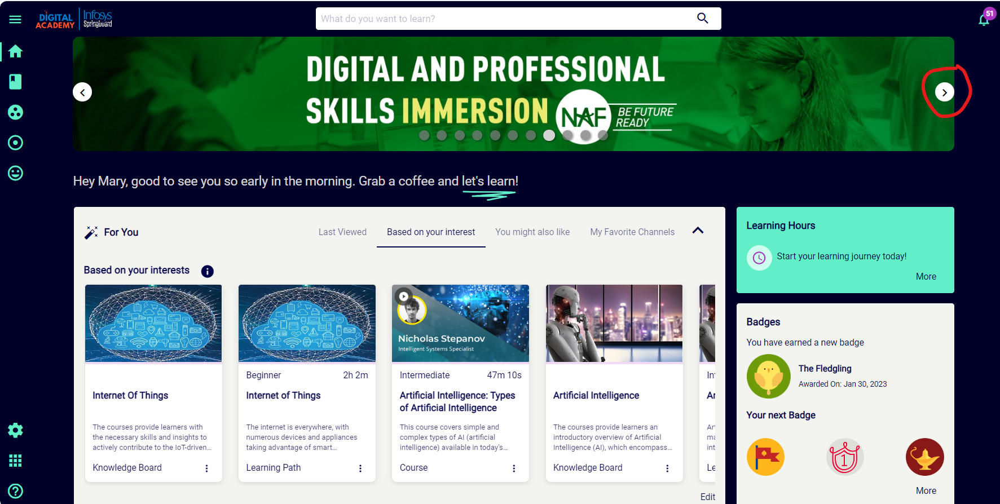 DIGITAL
ACADEMY
Infosys
Springboard
What do you want to learn?
51
DIGITAL AND PROFESSIONAL
SKILLS IMMERSION
NAF
BE FUTURE
READY
Hey Mary, good to see you so early in the morning. Grab a coffee and let's learn!
For You
Last Viewed
Based on your interest
You might also like
My Favorite Channels
Based on your interests
Internet Of Things
The courses provide learners with
the necessary skills and insights to
actively contribute to the IoT-driven...
Knowledge Board
Beginner 2h 2m
Internet of Things
The internet is everywhere, with
numerous devices and appliances
taking advantage of smart...
Learning Path
Nicholas Stepanov
Intelligent Systems Specialist
Intermediate 47m 10s
Artificial Intelligence: Types
of Artificial Intelligence
This course covers simple and
complex types of AI (artificial
intelligence) available in today's...
Course
Artificial Intelligence
The courses provide learners an
introductory overview of Artificial
Intelligence (AI), which encompass...
Knowledge Board
Edit
Learning Hours
Start your learning journey today!
More
Badges
You have earned a new badge
The Fledgling
Awarded On: Jan 30, 2023
Your next Badge
1
More